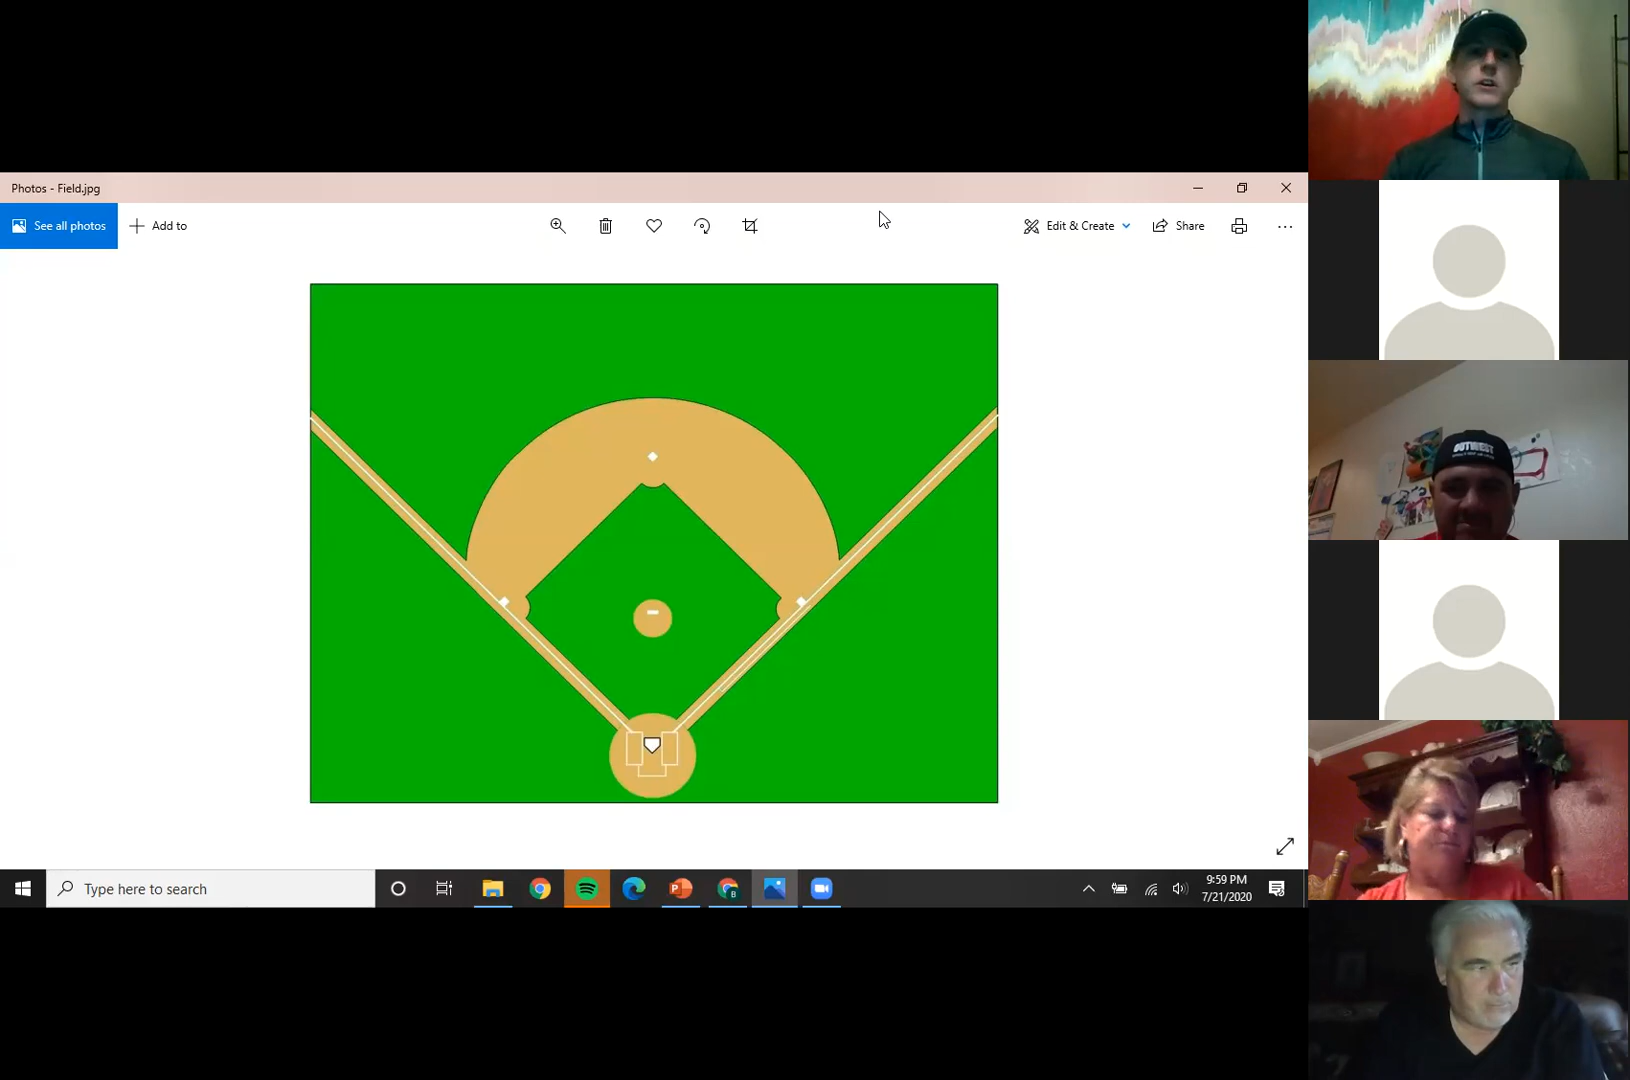 Photos - Field.jpg
See all photos
Add to
Edit & Create
Share
OUTWEST
Type here to search
9:59 PM
7/21/2020